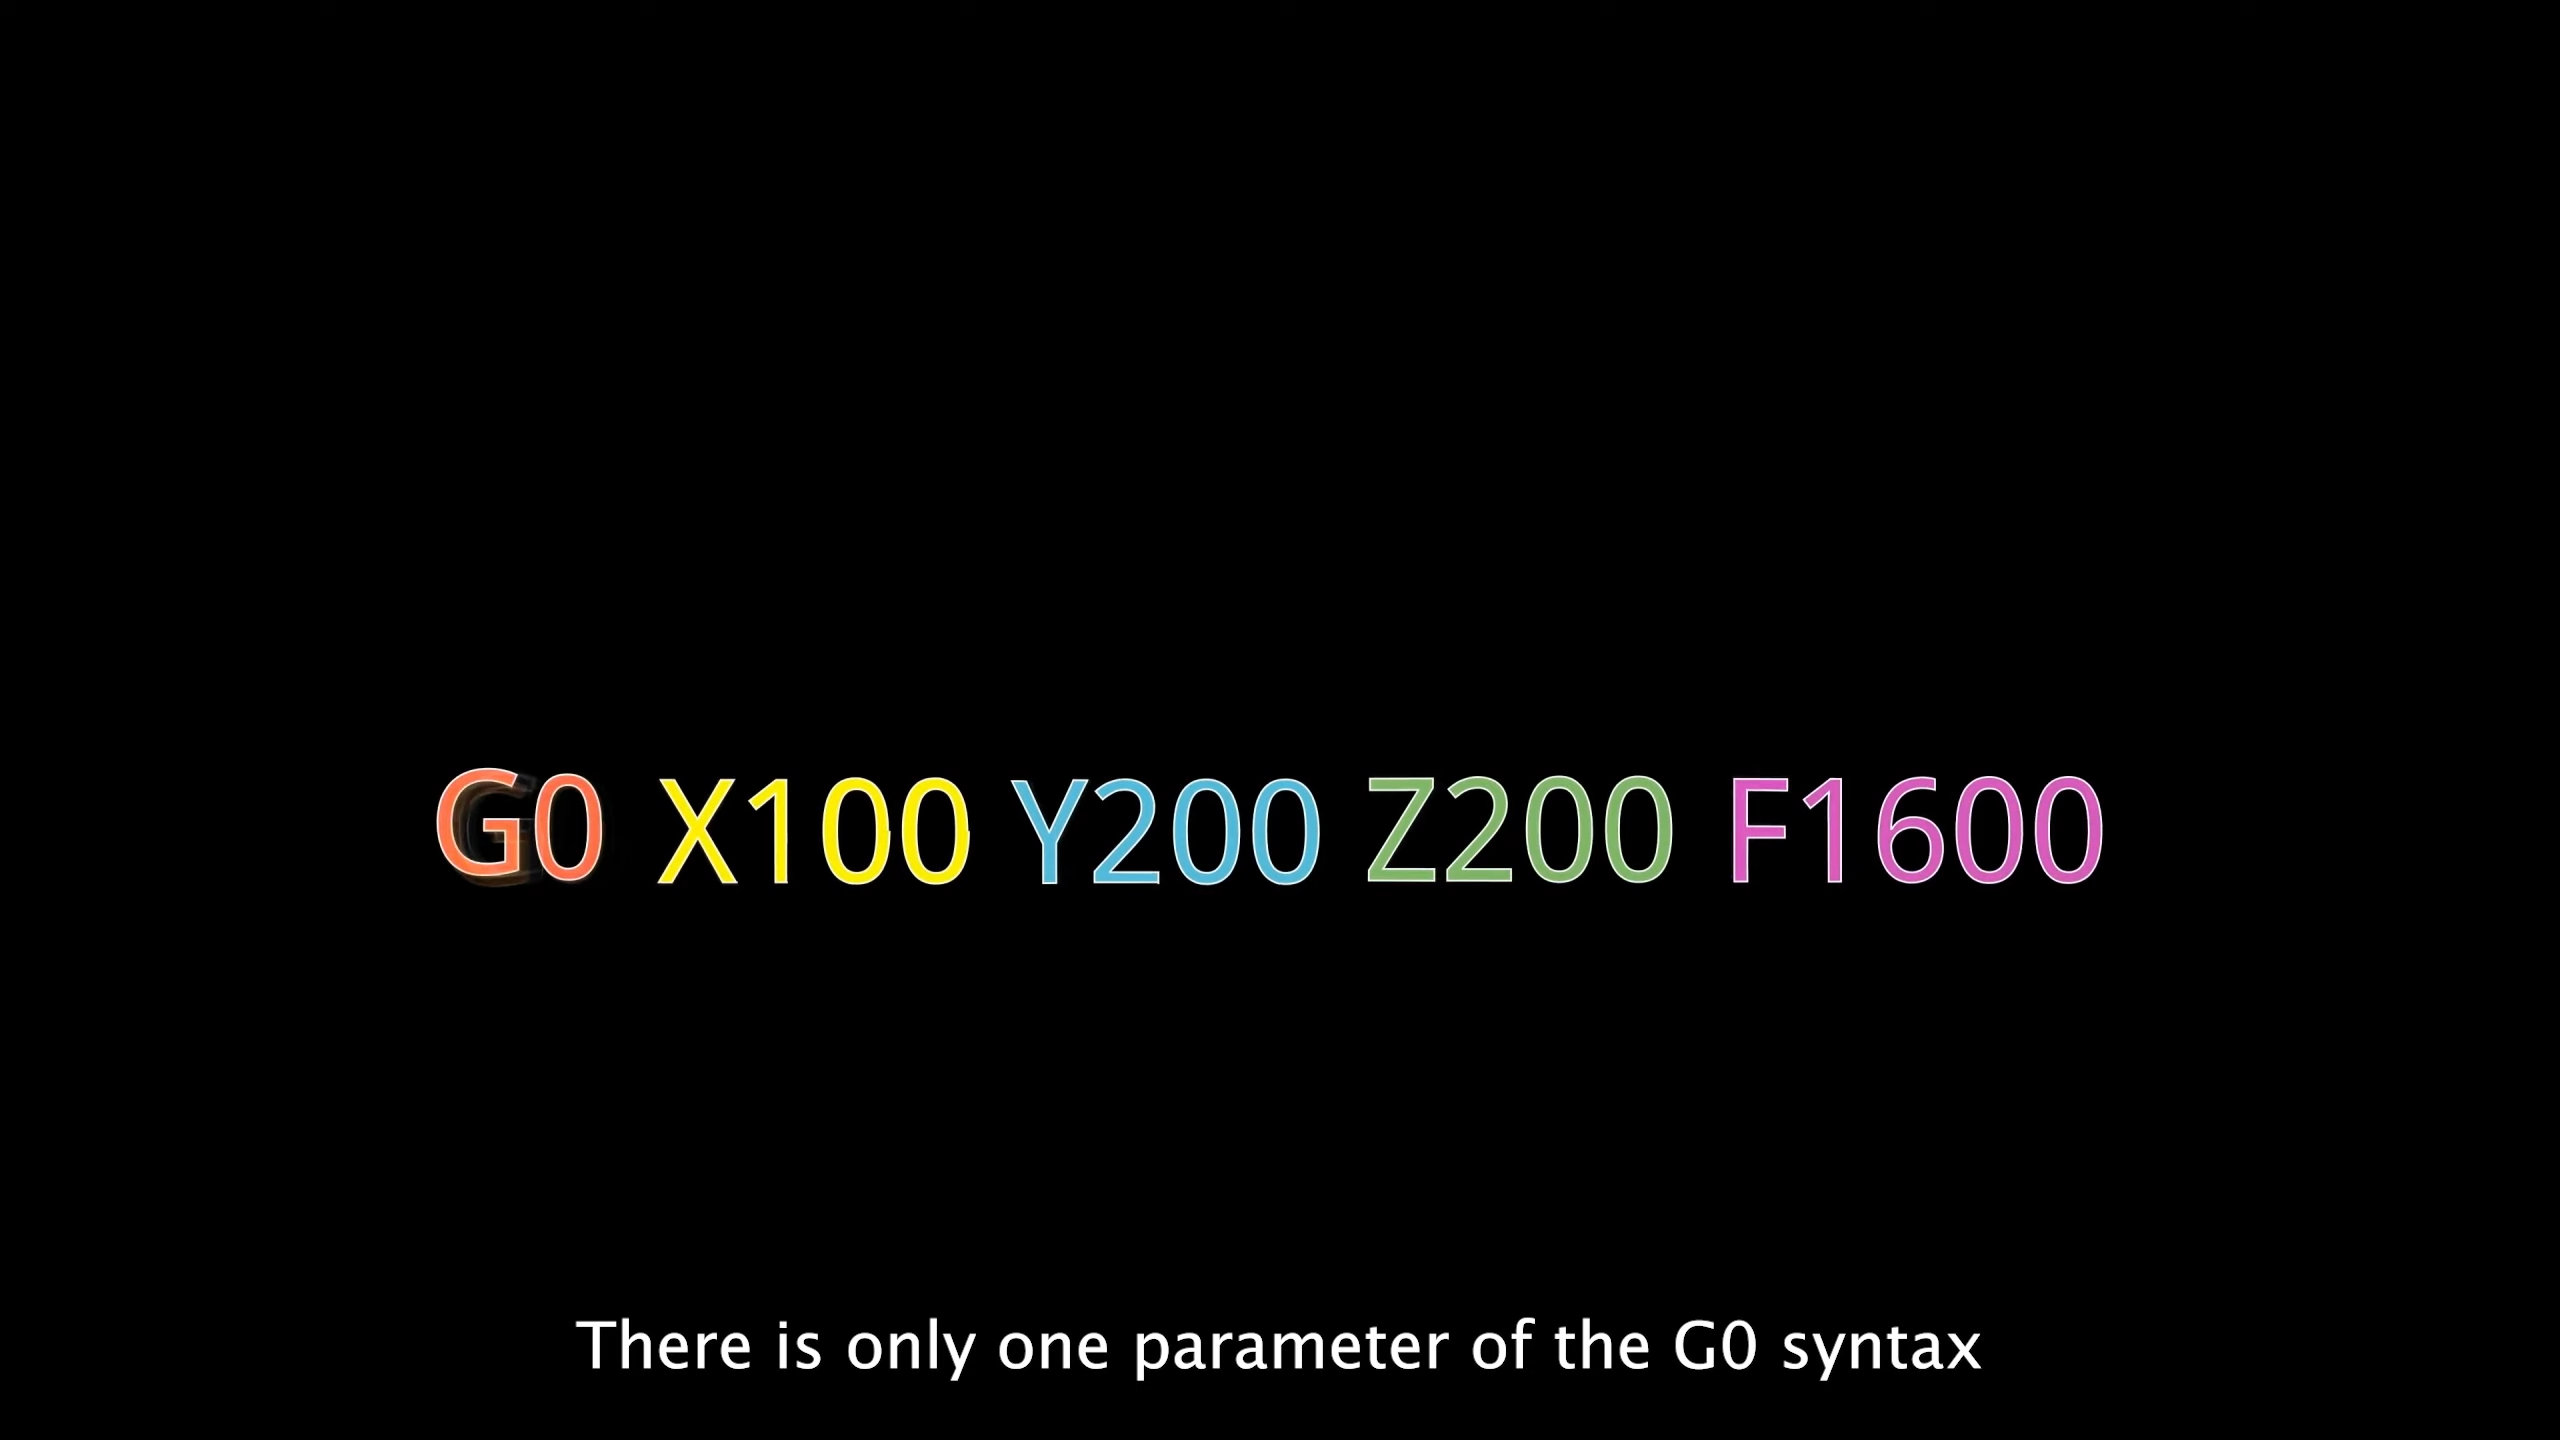 G0 X100 Y200 Z200 F1600
There is only one parameter of the G0 syntax